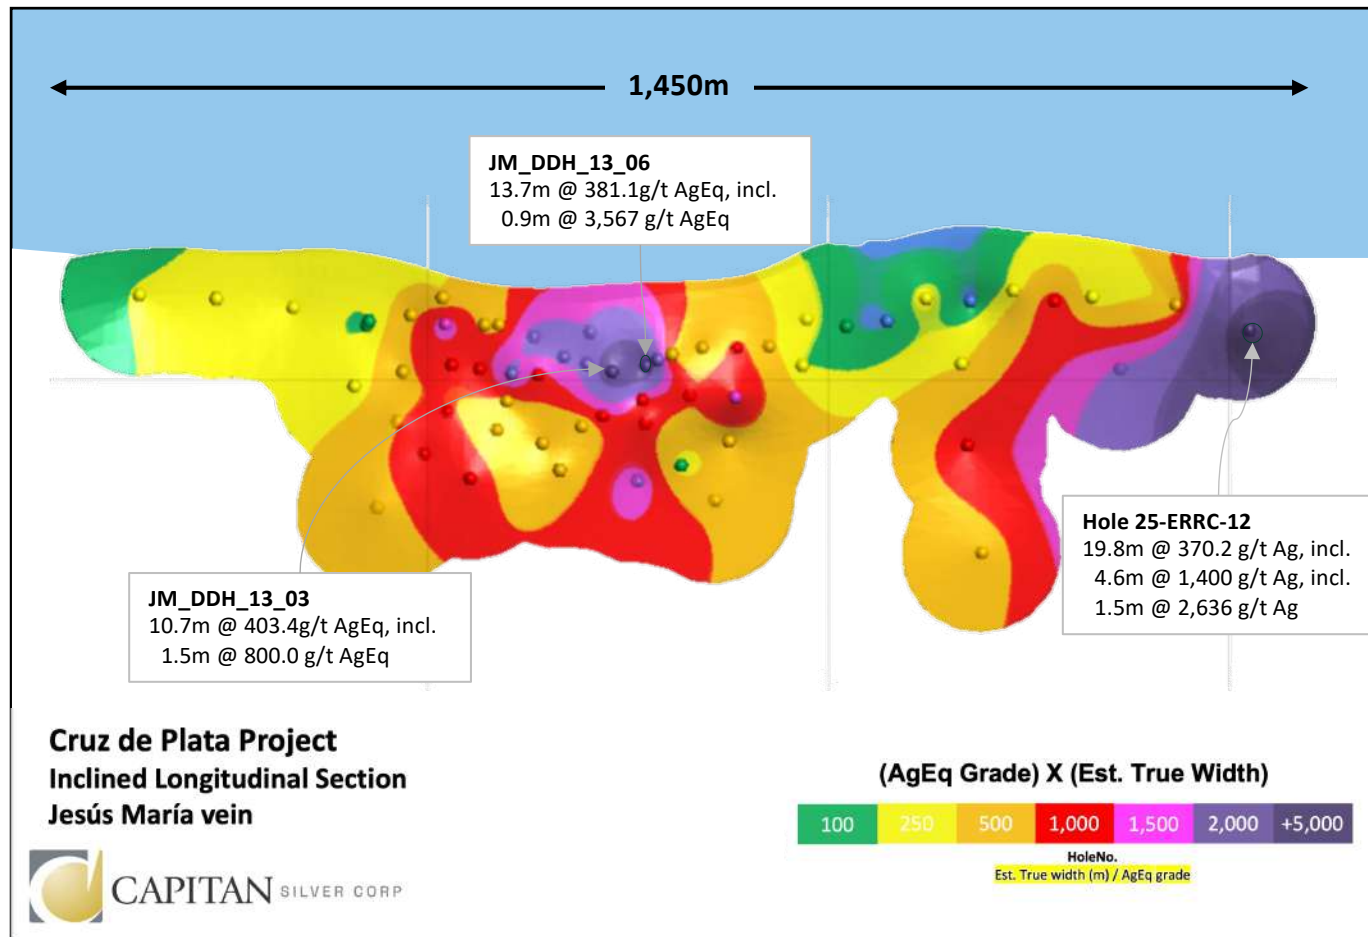 1,450m
JM_DDH_13_06
13.7m @ 381.1g/t AgEq, incl.
0.9m @ 3,567 g/t AgEq
JM_DDH_13_03
10.7m @ 403.4g/t AgEq, incl.
1.5m @ 800.0 g/t AgEq
Hole 25-ERRC-12
19.8m @ 370.2 g/t Ag, incl.
4.6m @ 1,400 g/t Ag, incl.
1.5m @ 2,636 g/t Ag
Cruz de Plata Project
Inclined Longitudinal Section
Jesús María vein
CAPITAN SILVER CORP
(AgEq Grade) X (Est. True Width)
100 250 500 1,000 1,500 2,000 +5,000
HoleNo.
Est. True width (m) / AgEq grade